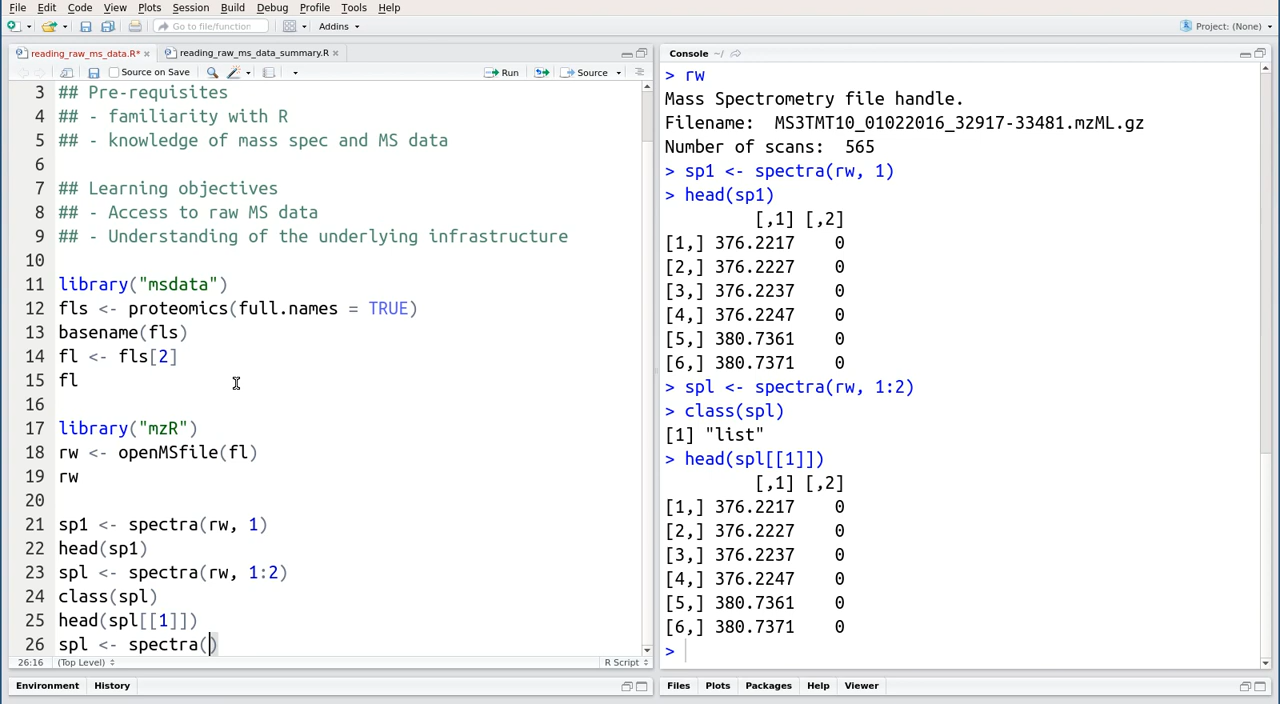 File Edit Code View Plots Session Build Debug Profile Tools Help
Go to file/function Addins Project: (None)
reading_raw_ms_data.R* reading_raw_ms_data_summary.R
Source on Save Run Source
3 ## Pre-requisites
4 ## - familiarity with R
5 ## - knowledge of mass spec and MS data
6
7 ## Learning objectives
8 ## - Access to raw MS data
9 ## - Understanding of the underlying infrastructure
10
11 library("msdata")
12 fls <- proteomics(full.names = TRUE)
13 basename(fls)
14 fl <- fls[2]
15 fl
16
17 library("mzR")
18 rw <- openMSfile(fl)
19 rw
20
21 sp1 <- spectra(rw, 1)
22 head(sp1)
23 spl <- spectra(rw, 1:2)
24 class(spl)
25 head(spl[[1]])
26 spl <- spectra()
26:16 (Top Level) R Script
Environment History
Console ~/
> rw
Mass Spectrometry file handle.
Filename:  MS3TMT10_01022016_32917-33481.mzML.gz
Number of scans:  565
> sp1 <- spectra(rw, 1)
> head(sp1)
[,1] [,2]
[1,] 376.2217    0
[2,] 376.2227    0
[3,] 376.2237    0
[4,] 376.2247    0
[5,] 380.7361    0
[6,] 380.7371    0
> spl <- spectra(rw, 1:2)
> class(spl)
[1] "list"
> head(spl[[1]])
[,1] [,2]
[1,] 376.2217    0
[2,] 376.2227    0
[3,] 376.2237    0
[4,] 376.2247    0
[5,] 380.7361    0
[6,] 380.7371    0
>
Files Plots Packages Help Viewer